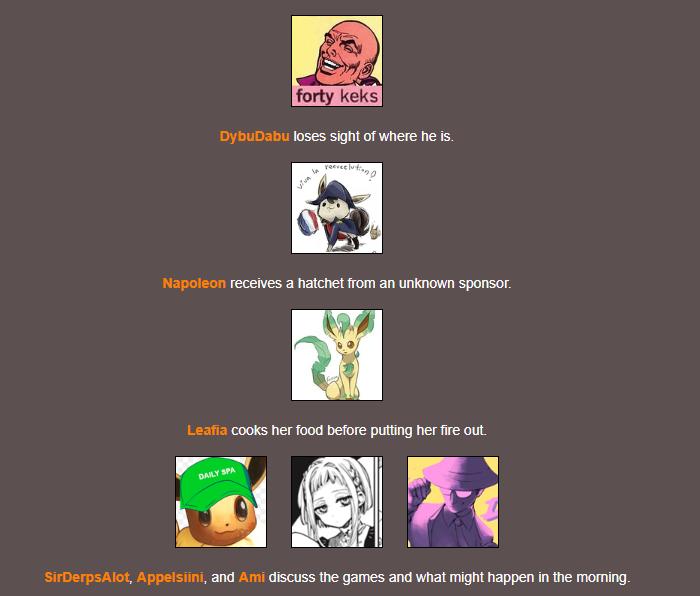 forty keks
DybuDabu loses sight of where he is.
viva la reeveelution!
Napoleon receives a hatchet from an unknown sponsor.
Leafia cooks her food before putting her fire out.
DAILY SPA
SirDerpsAlot, Appelsiini, and Ami discuss the games and what might happen in the morning.